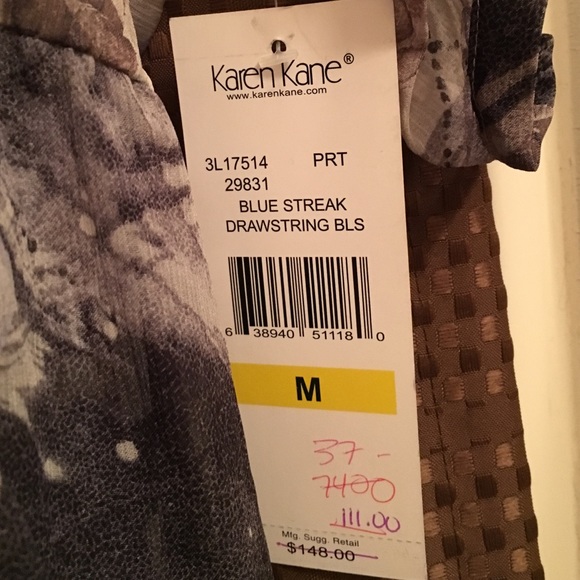 Karen Kane®
www.karenkane.com
3L17514 PRT
29831
BLUE STREAK
DRAWSTRING BLS
6 38940 51118 0
M
37-
7400
111.00
Mfg. Sugg. Retail
$148.00